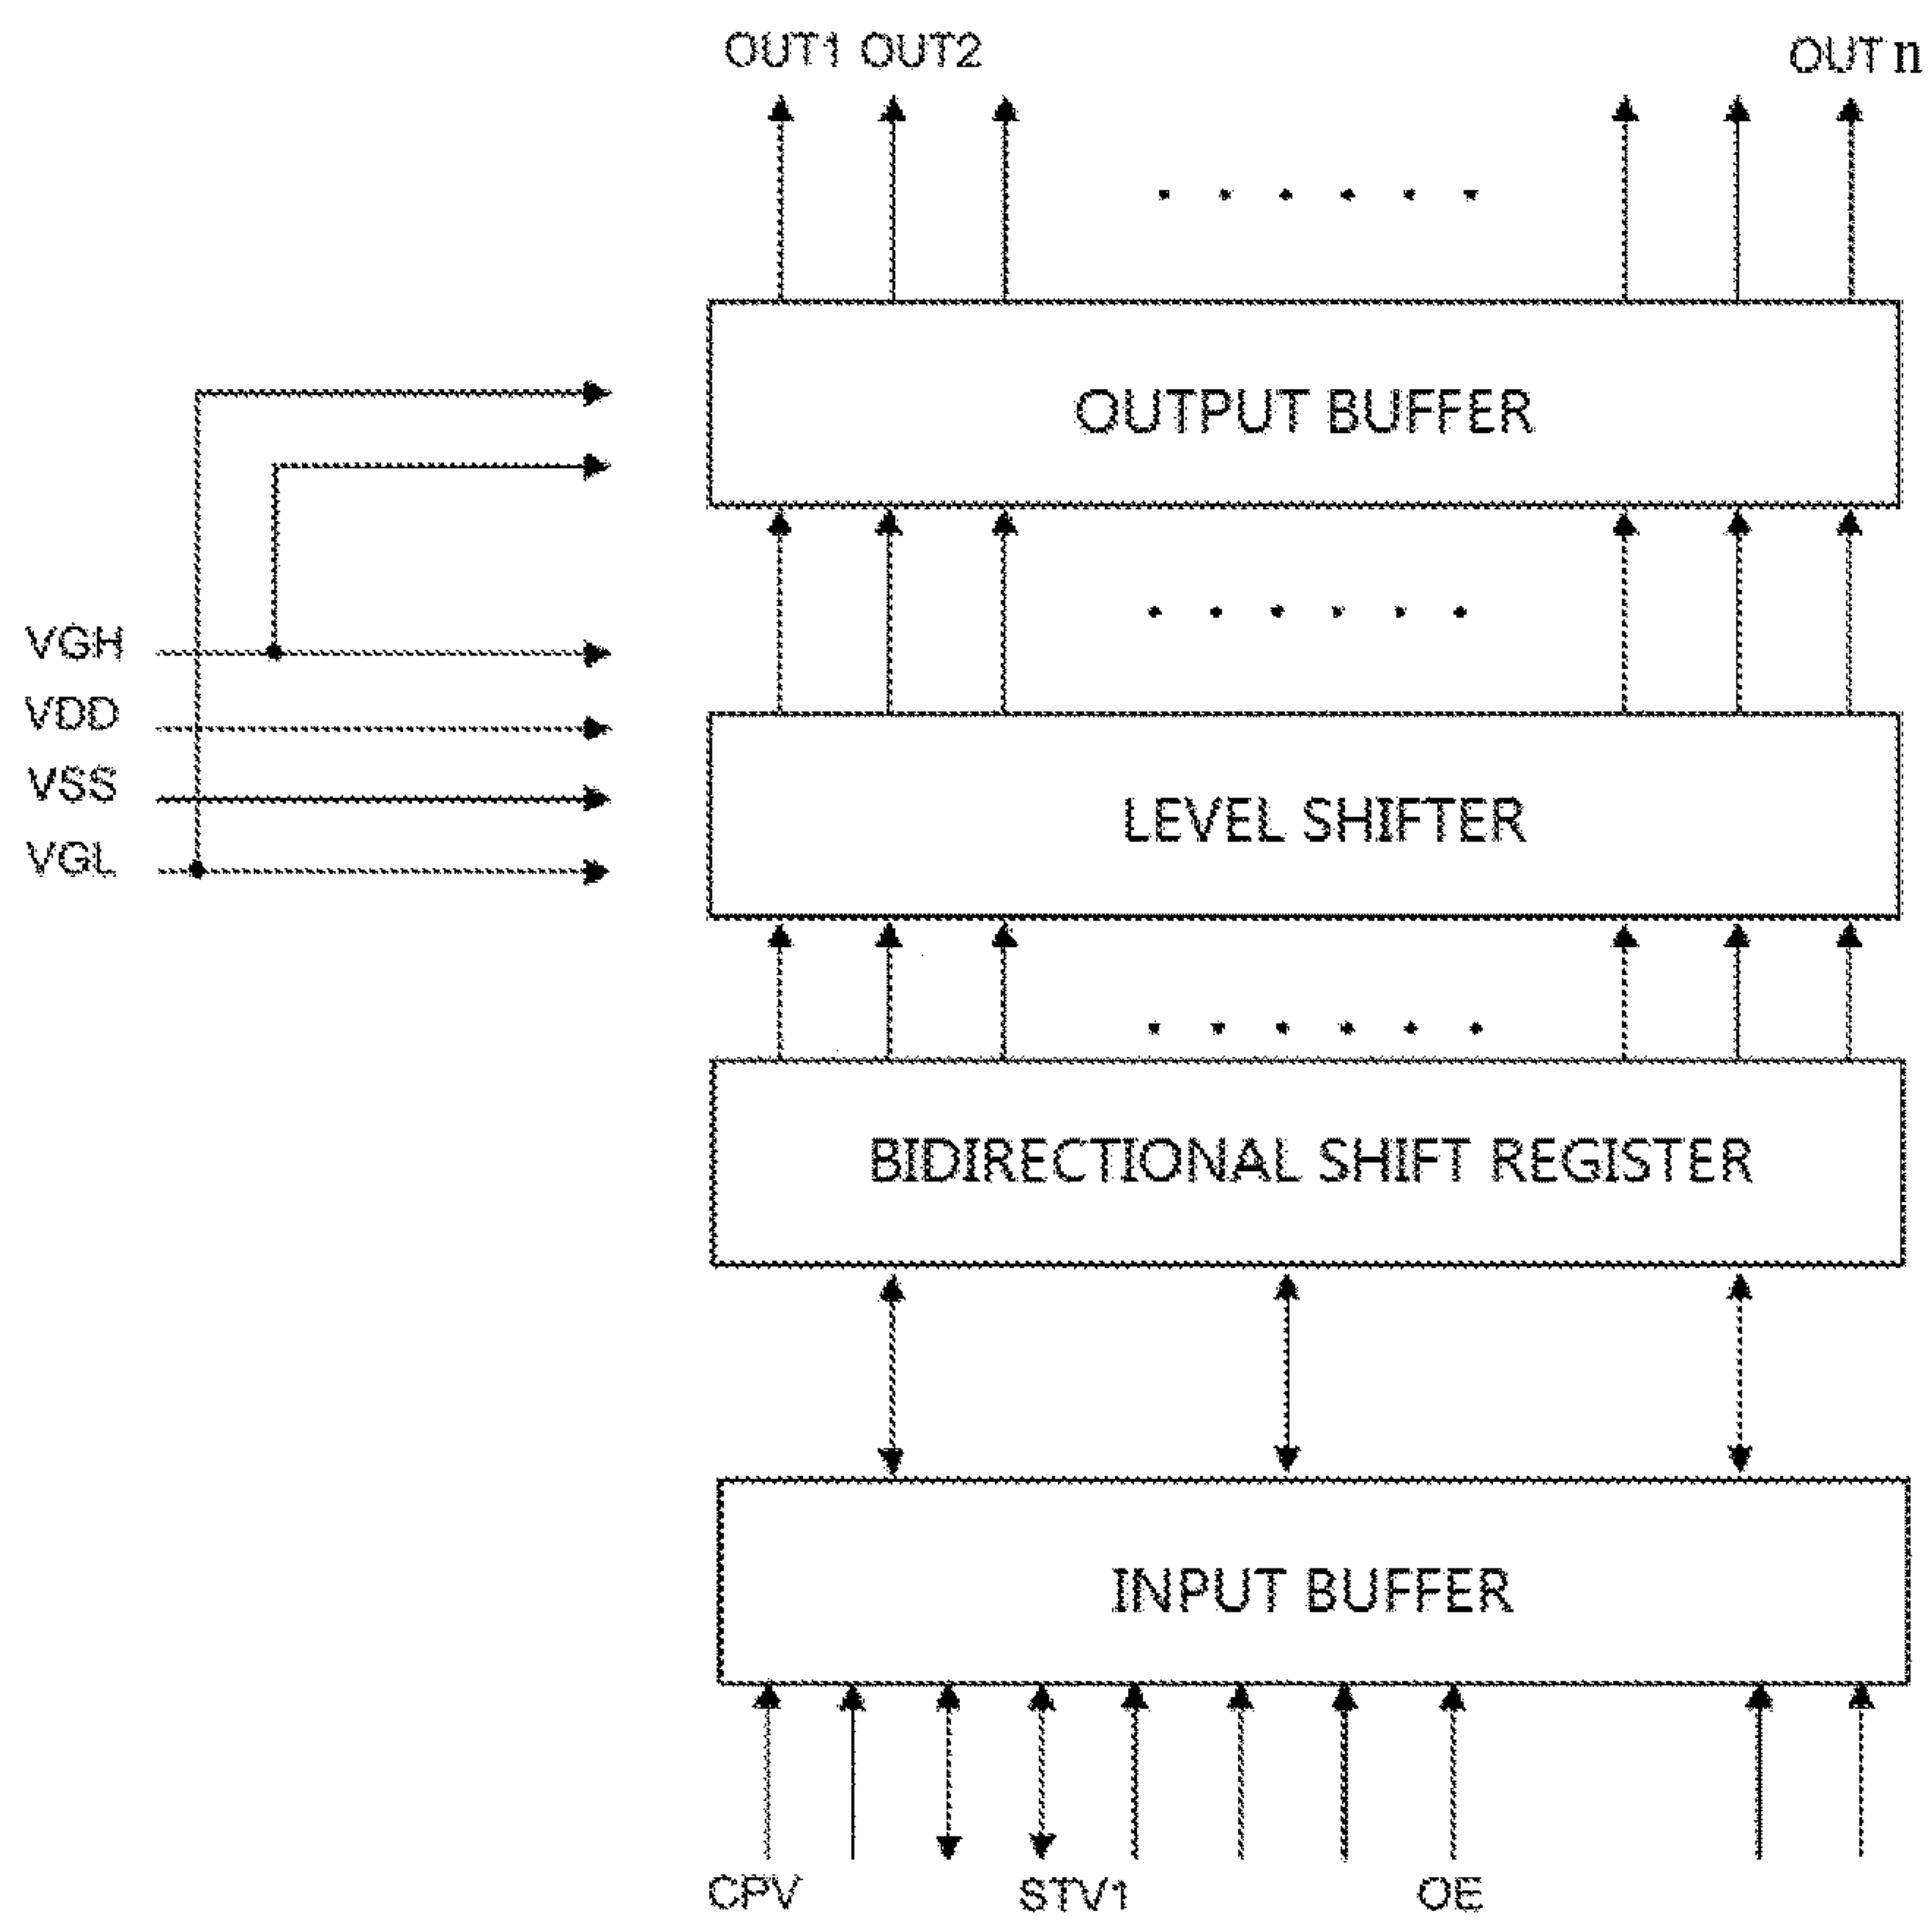 OUT1 OUT2 OUT n
OUTPUT BUFFER
VGH
VDD
VSS
VGL
LEVEL SHIFTER
BIDIRECTIONAL SHIFT REGISTER
INPUT BUFFER
CPV STV1 OE